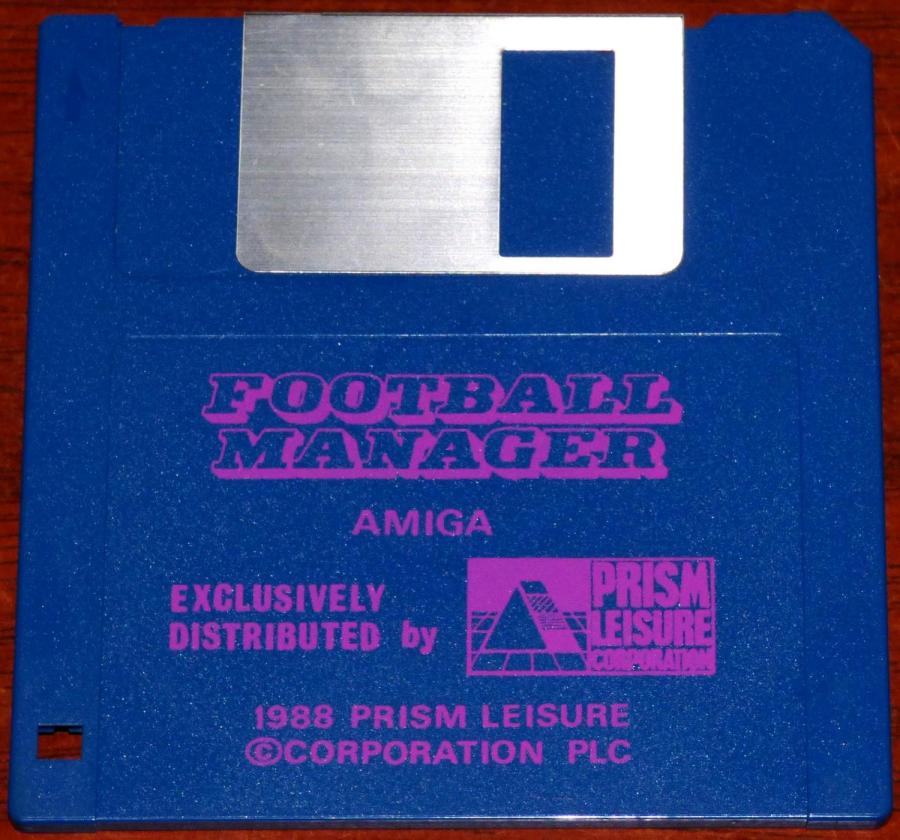 FOOTBALL
MANAGER
AMIGA
EXCLUSIVELY
DISTRIBUTED by
PRISM
LEISURE
CORPORATION
1988 PRISM LEISURE
©CORPORATION PLC